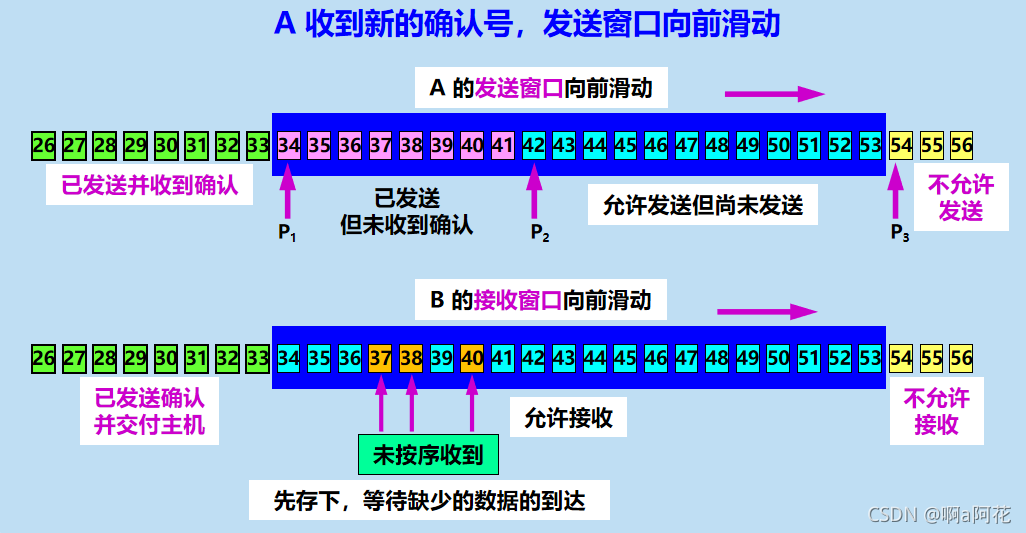 A 收到新的确认号，发送窗口向前滑动
A 的发送窗口向前滑动
26 27 28 29 30 31 32 33 34 35 36 37 38 39 40 41 42 43 44 45 46 47 48 49 50 51 52 53 54 55 56
已发送并收到确认
已发送
但未收到确认
允许发送但尚未发送
不允许
发送
P1 P2 P3
B 的接收窗口向前滑动
26 27 28 29 30 31 32 33 34 35 36 37 38 39 40 41 42 43 44 45 46 47 48 49 50 51 52 53 54 55 56
已发送确认
并交付主机
允许接收
不允许
接收
未按序收到
先存下，等待缺少的数据的到达
CSDN @啊a阿花